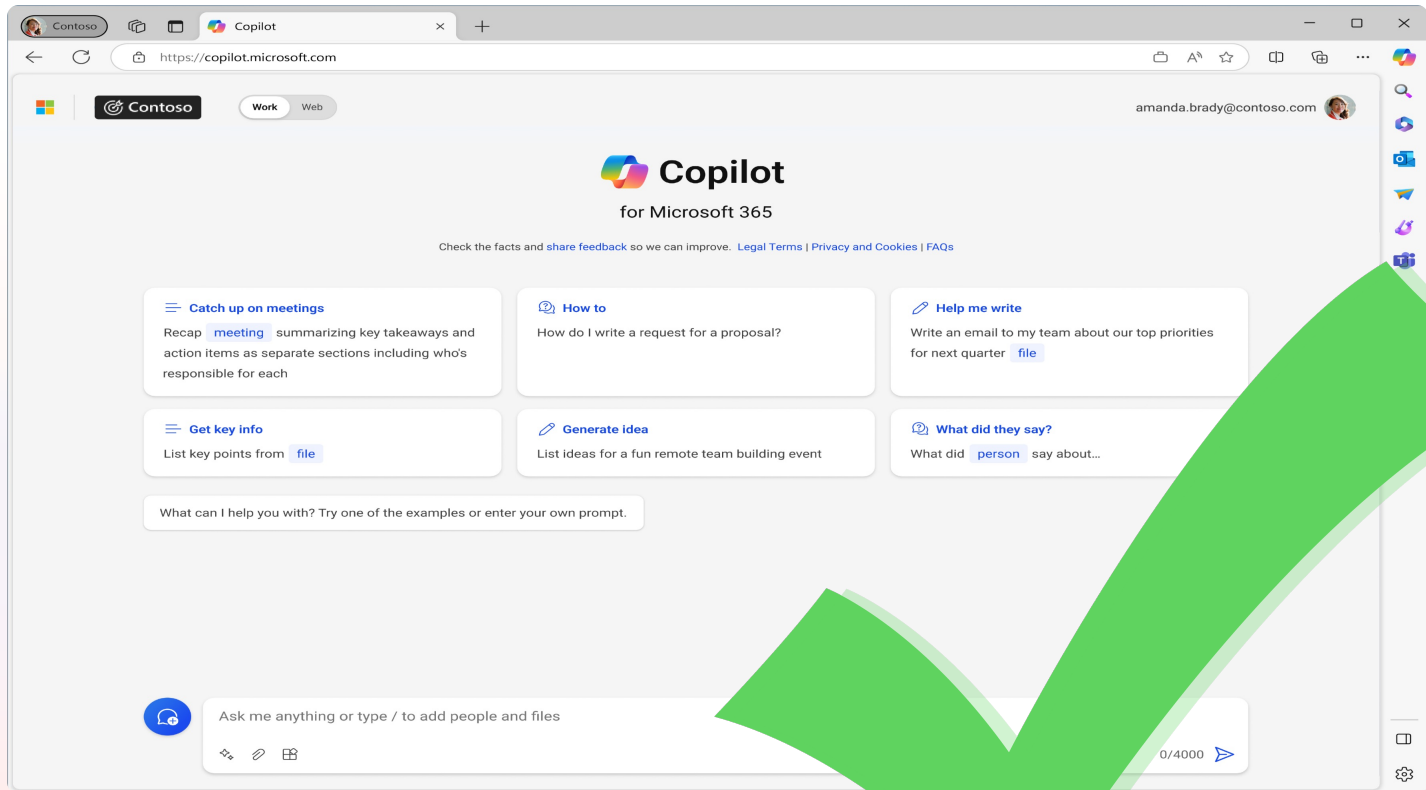 Contoso
Copilot
https://copilot.microsoft.com
Contoso
Work
Web
amanda.brady@contoso.com
Copilot
for Microsoft 365
Check the facts and share feedback so we can improve. Legal Terms | Privacy and Cookies | FAQs
Catch up on meetings
Recap meeting summarizing key takeaways and
action items as separate sections including who's
responsible for each
How to
How do I write a request for a proposal?
Help me write
Write an email to my team about our top priorities
for next quarter file
Get key info
List key points from file
Generate idea
List ideas for a fun remote team building event
What did they say?
What did person say about...
What can I help you with? Try one of the examples or enter your own prompt.
Ask me anything or type / to add people and files
0/4000